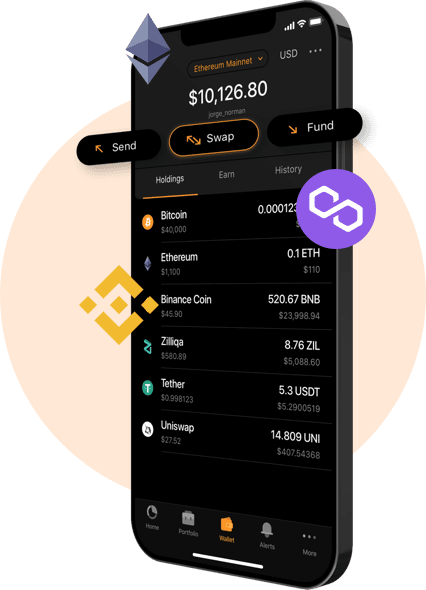 Ethereum Mainnet
USD
$10,126.80
jorge_norman
Send
Swap
Fund
Holdings
Earn
History
Bitcoin
$40,000
Ethereum
0.1 ETH
$1,100
$110
Binance Coin
520.67 BNB
$45.90
$23,998.94
Zilliqa
8.76 ZIL
$580.89
5,088.60
Tether
5.3 USDT
$0.998123
$5.2900519
Uniswap
14.809 UNI
$27.52
$407.54368
Home
Portfolio
Wallet
Alerts
More